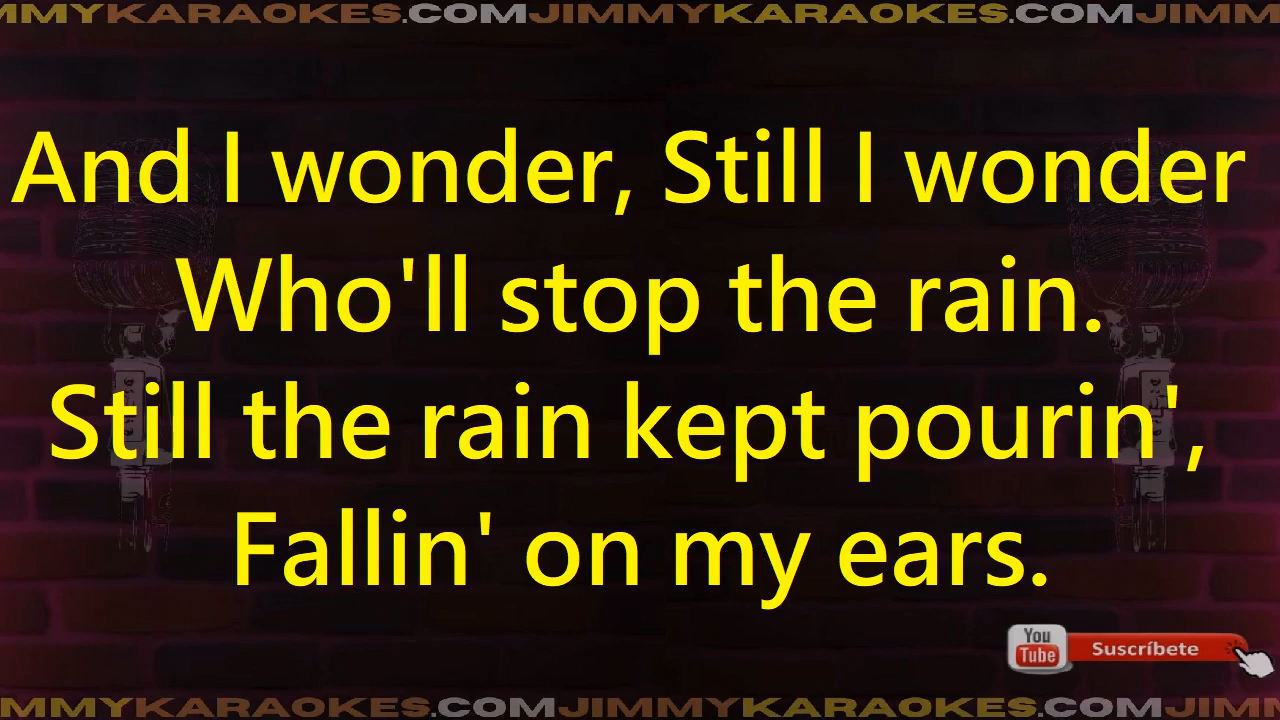 JIMMYKARAOKES.COMJIMMYKARAOKES.COMJIMM
And I wonder, Still I wonder
Who'll stop the rain.
Still the rain kept pourin',
Fallin' on my ears.
You
Tube
Suscríbete
MMYKARAOKES.COMJIMMYKARAOKES.COMJIMM